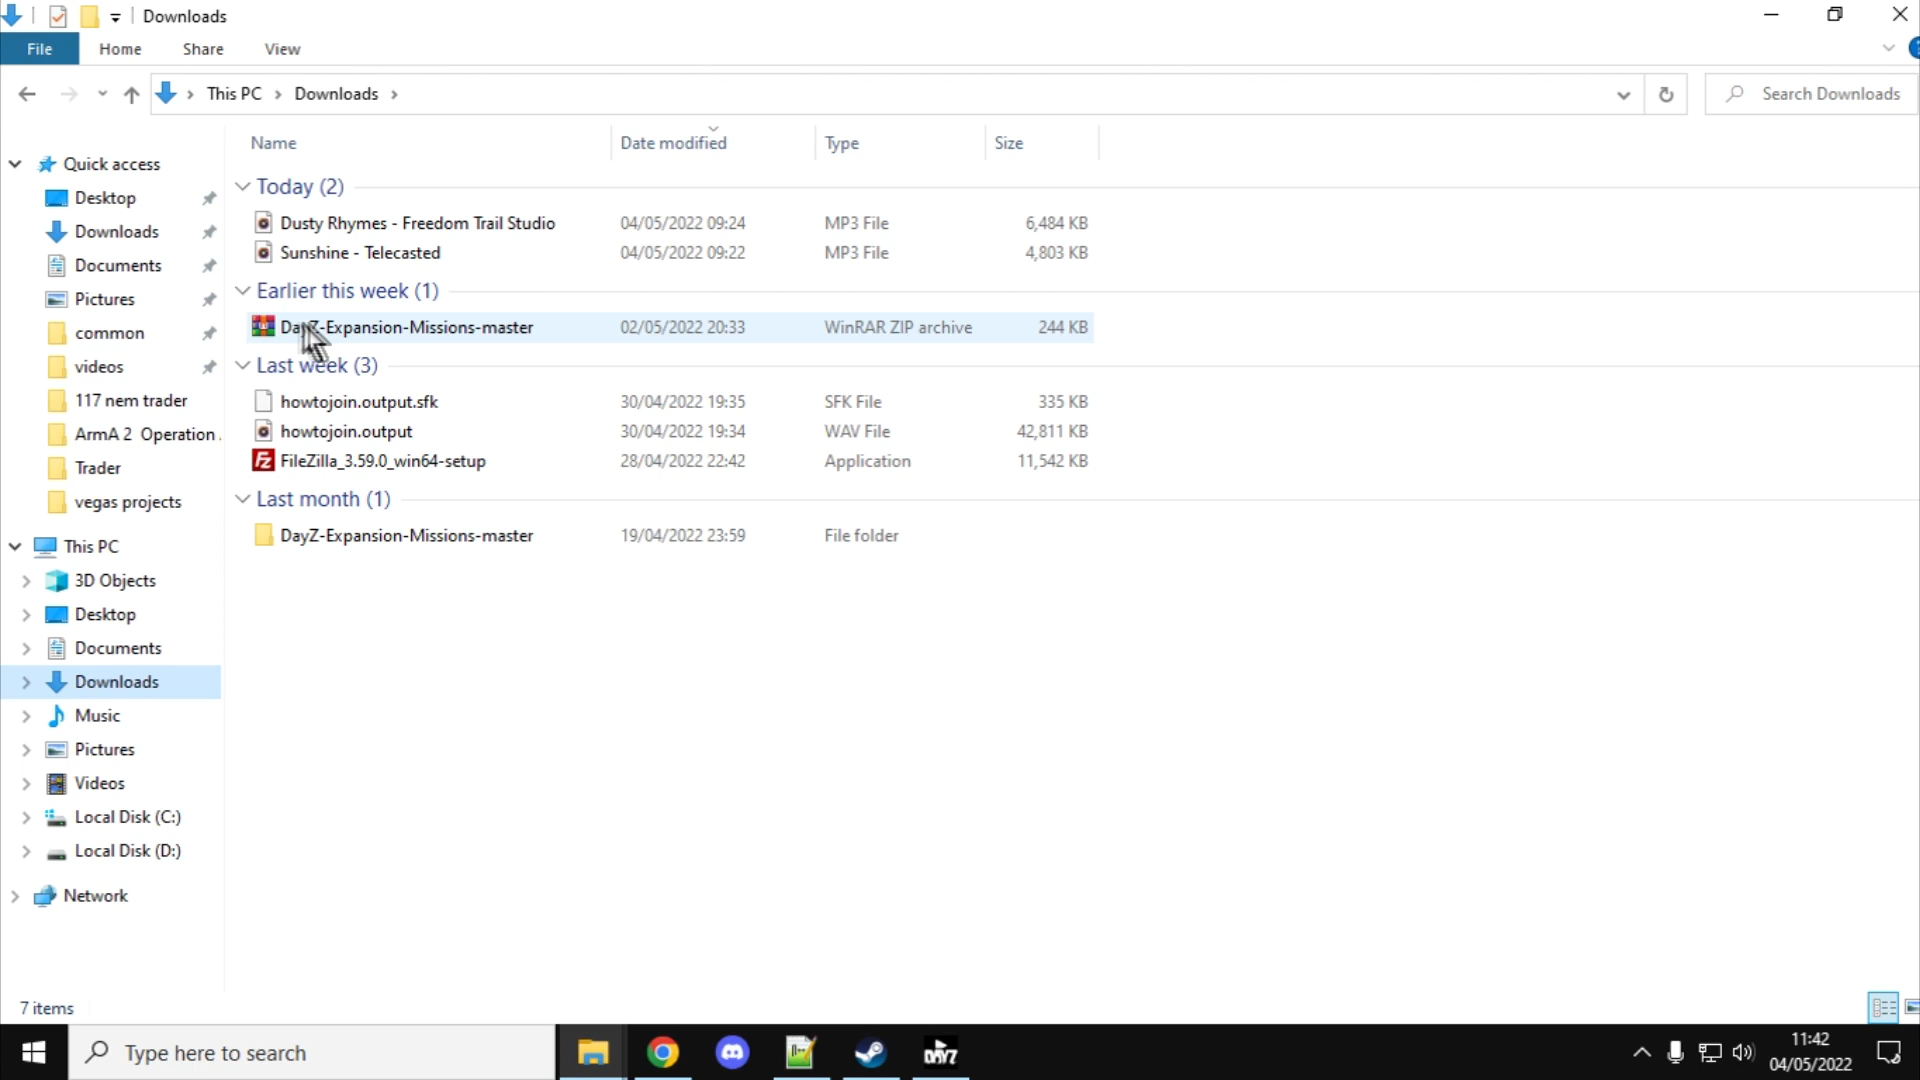 Downloads
File Home Share View
This PC Downloads Search Downloads
Name Date modified Type Size
Quick access
Desktop
Downloads
Documents
Pictures
common
videos
117 nem trader
ArmA 2 Operation
Trader
vegas projects
This PC
3D Objects
Desktop
Documents
Downloads
Music
Pictures
Videos
Local Disk (C:)
Local Disk (D:)
Network
Today (2)
Dusty Rhymes - Freedom Trail Studio 04/05/2022 09:24 MP3 File 6,484 KB
Sunshine - Telecasted 04/05/2022 09:22 MP3 File 4,803 KB
Earlier this week (1)
DayZ-Expansion-Missions-master 02/05/2022 20:33 WinRAR ZIP archive 244 KB
Last week (3)
howtojoin.output.sfk 30/04/2022 19:35 SFK File 335 KB
howtojoin.output 30/04/2022 19:34 WAV File 42,811 KB
FileZilla_3.59.0_win64-setup 28/04/2022 22:42 Application 11,542 KB
Last month (1)
DayZ-Expansion-Missions-master 19/04/2022 23:59 File folder
7 items
Type here to search
DAYZ
11:42
04/05/2022